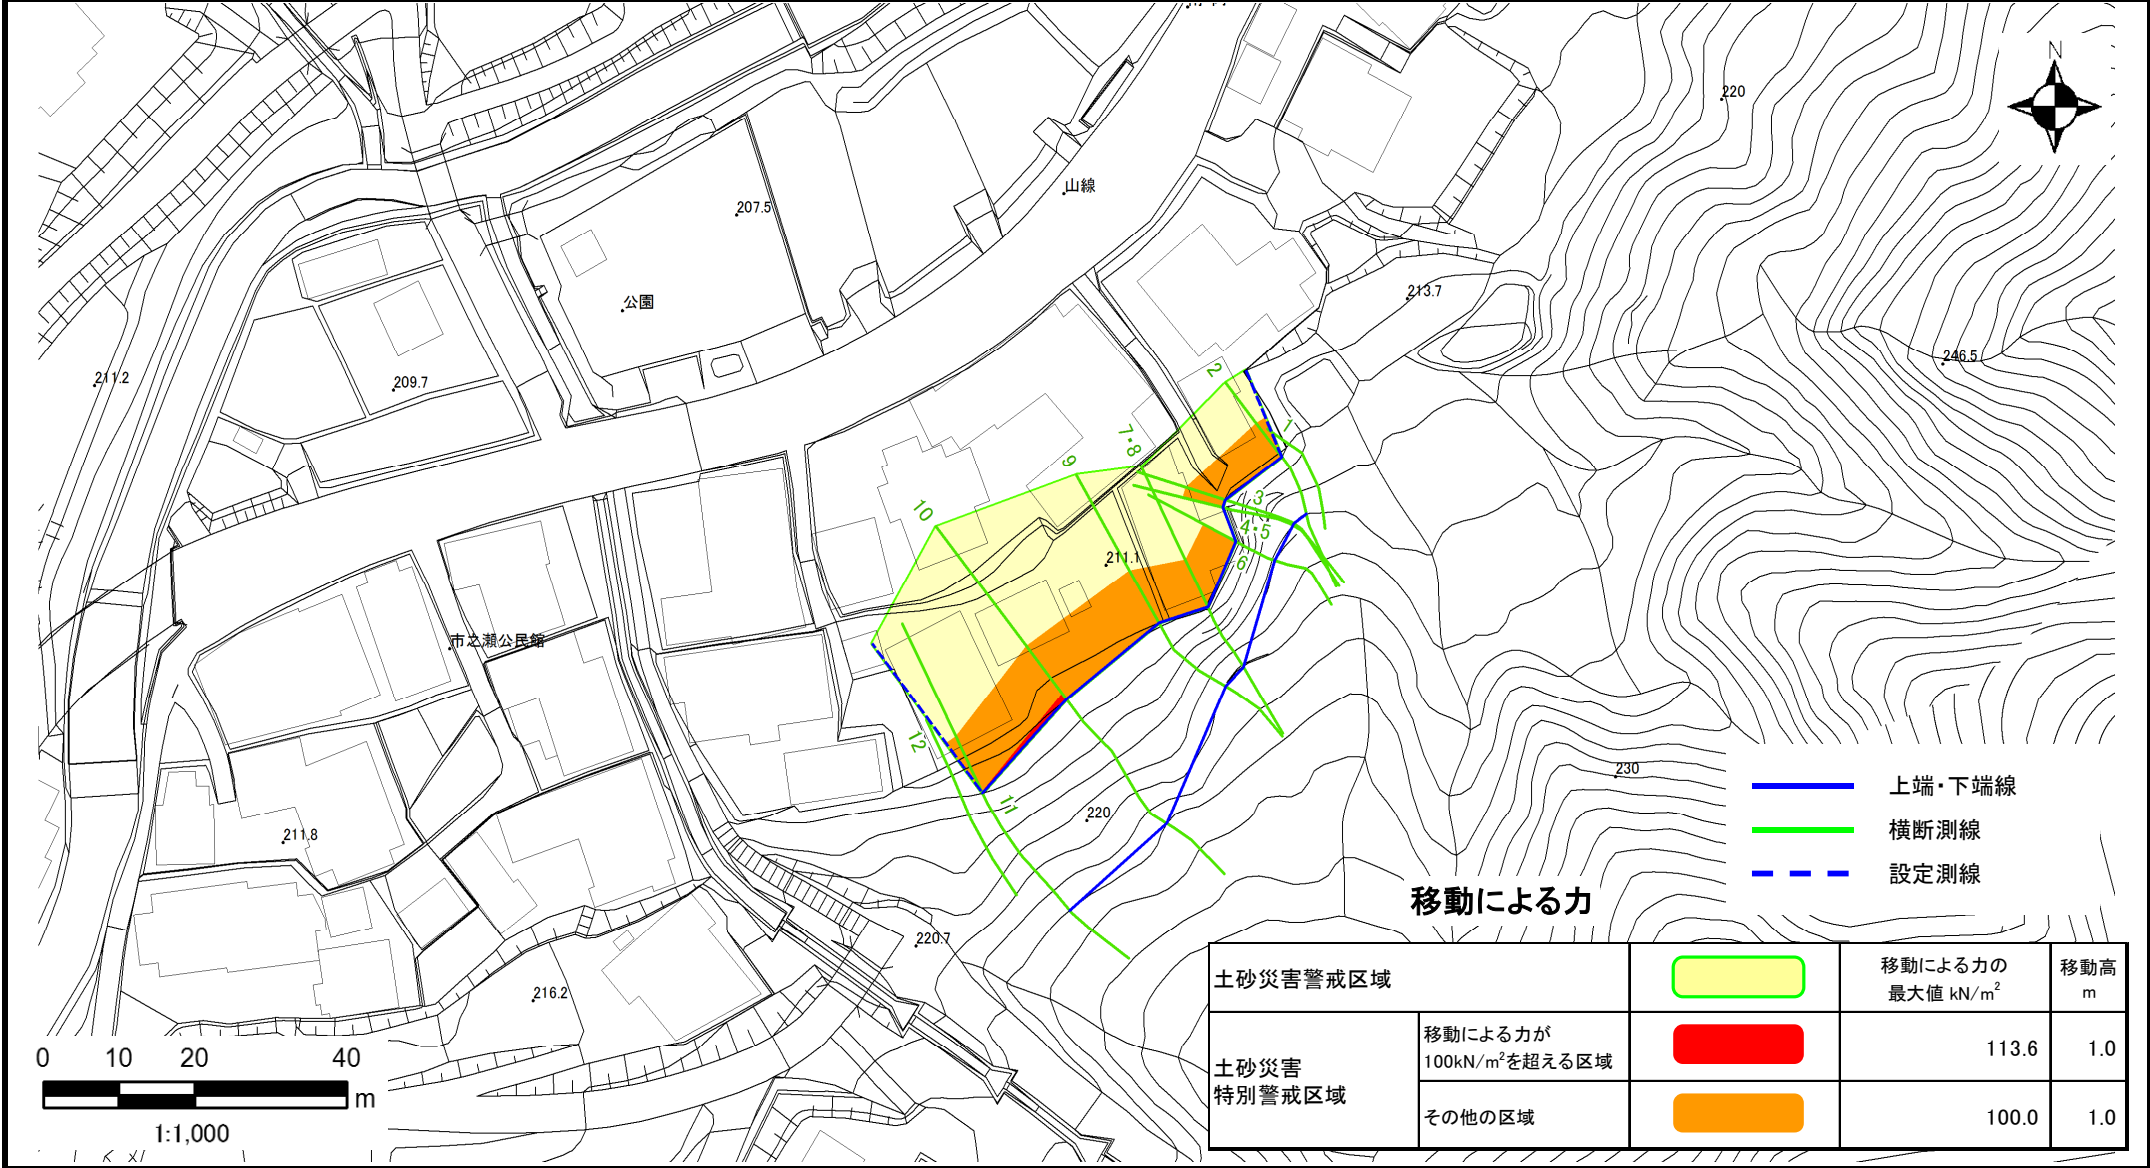 N
220
山線
207.5
公園
213.7
211.2
209.7
246.5
2
1
7・8
9
3
10
4・5
211.1
6
市之瀬公民館
12
230
11
220
211.8
220.7
216.2
上端・下端線
横断測線
設定測線
移動による力
土砂災害警戒区域
移動による力の
最大値 kN/m²
移動高
m
土砂災害
特別警戒区域
移動による力が
100kN/m²を超える区域
113.6
1.0
その他の区域
100.0
1.0
0 10 20 40
m
1:1,000